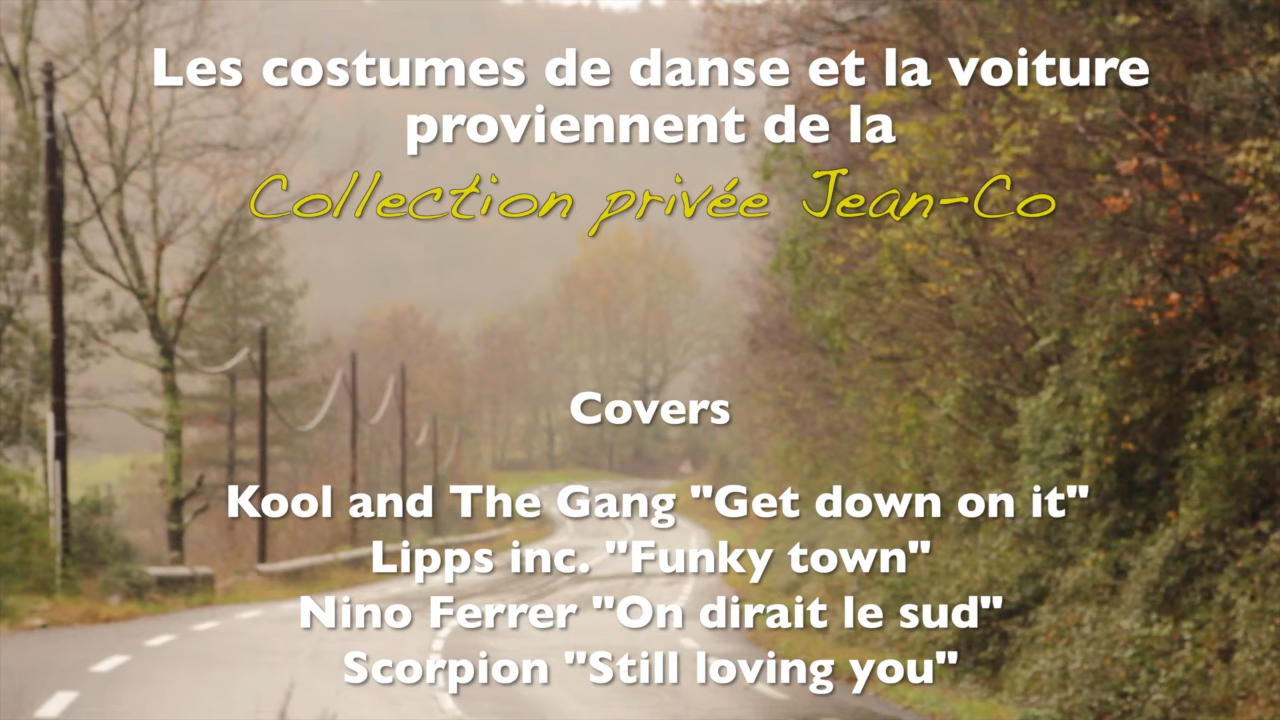 Les costumes de danse et la voiture
proviennent de la
Collection privée Jean-Co
Covers
Kool and The Gang "Get down on it"
Lipps inc. "Funky town"
Nino Ferrer "On dirait le sud"
Scorpion "Still loving you"